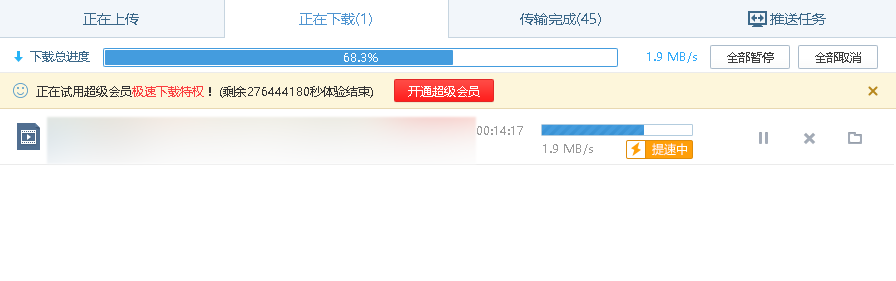 正在上传 正在下载(1) 传输完成(45) 推送任务
下载总进度 68.3% 1.9 MB/s 全部暂停 全部取消
正在试用超级会员极速下载特权！(剩余276444180秒体验结束) 开通超级会员
00:14:17
1.9 MB/s 提速中